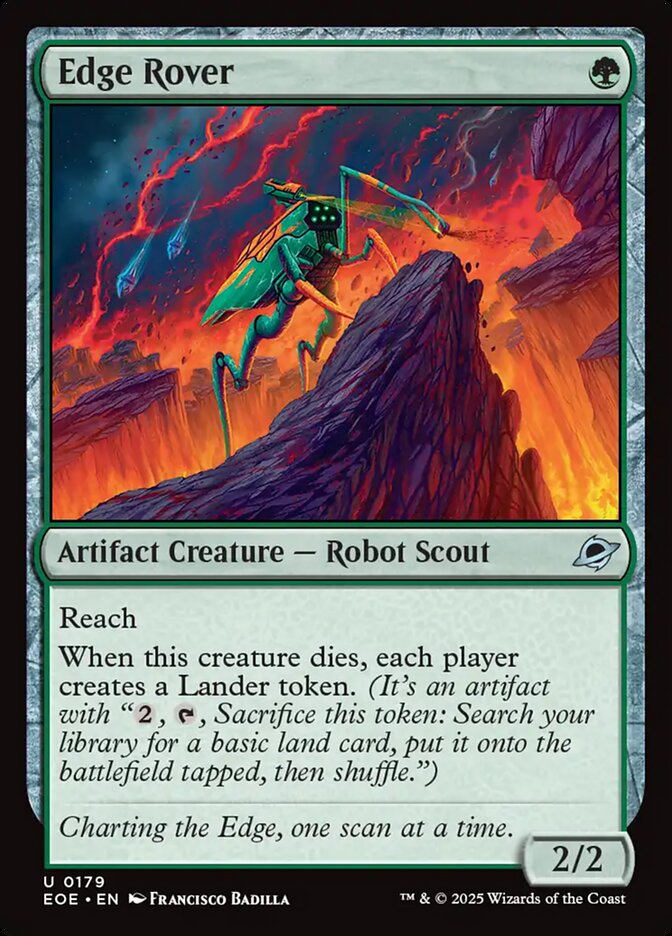 Edge Rover
Artifact Creature — Robot Scout
Reach
When this creature dies, each player
creates a Lander token. (It's an artifact
with “2, , Sacrifice this token: Search your
library for a basic land card, put it onto the
battlefield tapped, then shuffle.”)
Charting the Edge, one scan at a time.
2/2
U 0179
EOE • EN Francisco Badilla
™ & © 2025 Wizards of the Coast